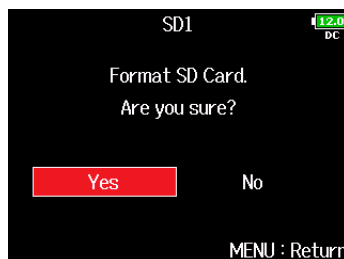 SD1
12.0
DC
Format SD Card.
Are you sure?
Yes No
MENU : Return